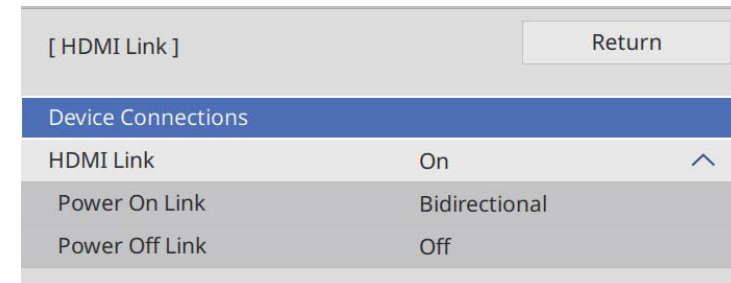 [ HDMI Link ] Return
Device Connections
HDMI Link On
Power On Link Bidirectional
Power Off Link Off